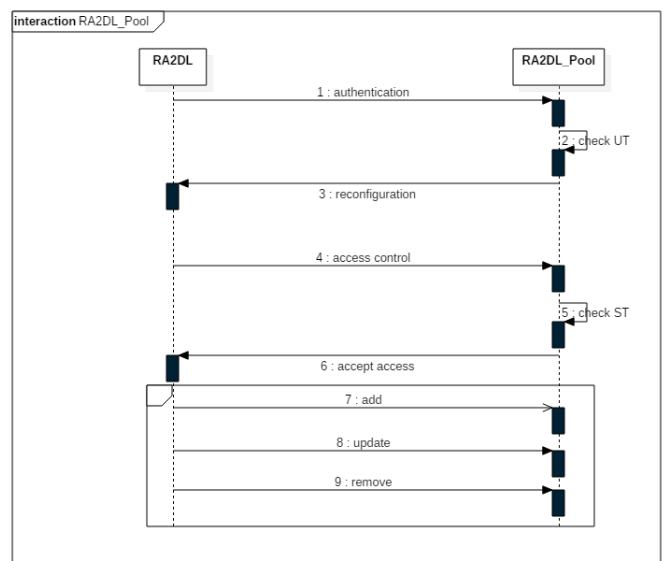 interaction RA2DL_Pool
RA2DL
RA2DL_Pool
1 : authentication
2 : check UT
3 : reconfiguration
4 : access control
5 : check ST
6 : accept access
7 : add
8 : update
9 : remove